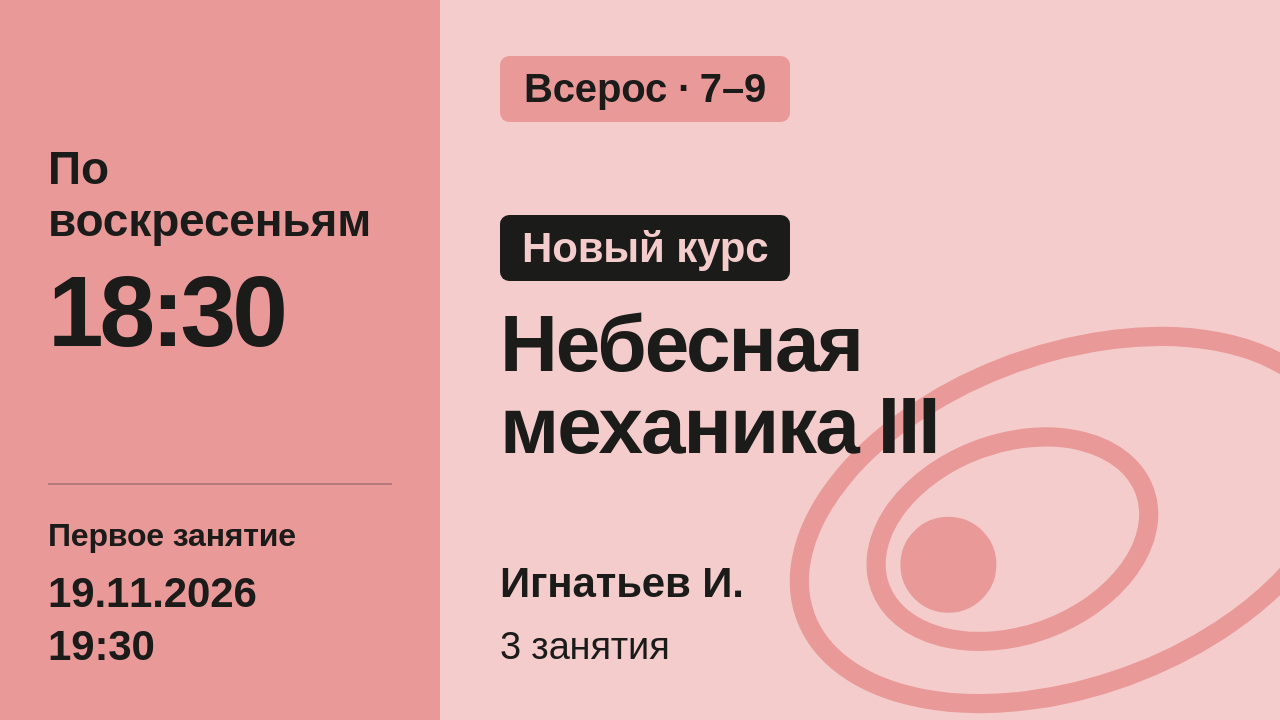 По
воскресеньям
18:30
Первое занятие
19.11.2026
19:30
Всерос · 7–9
Новый курс
Небесная
механика III
Игнатьев И.
3 занятия